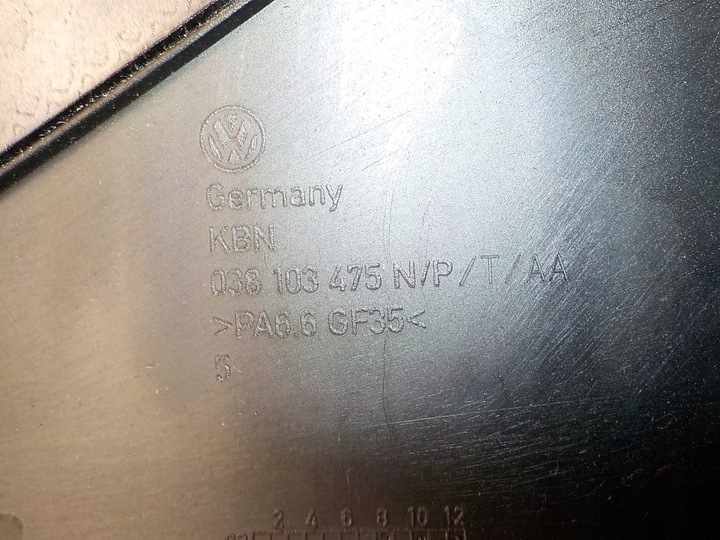 Germany
KBN
038 103 475 N/P/T/AA
>PA6.6 GF35<
5
2 4 6 8 10 12